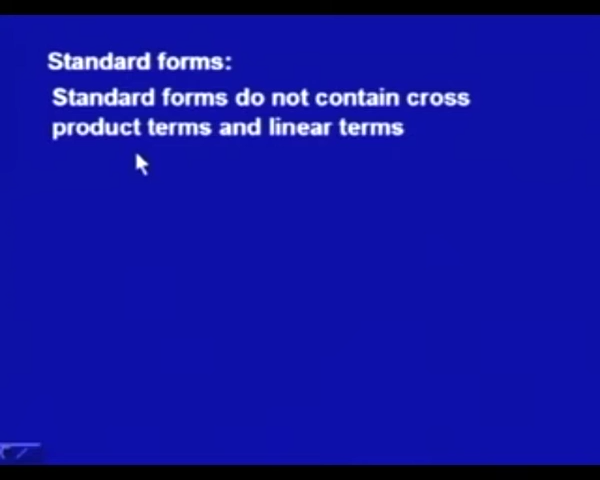 Standard forms:
Standard forms do not contain cross
product terms and linear terms